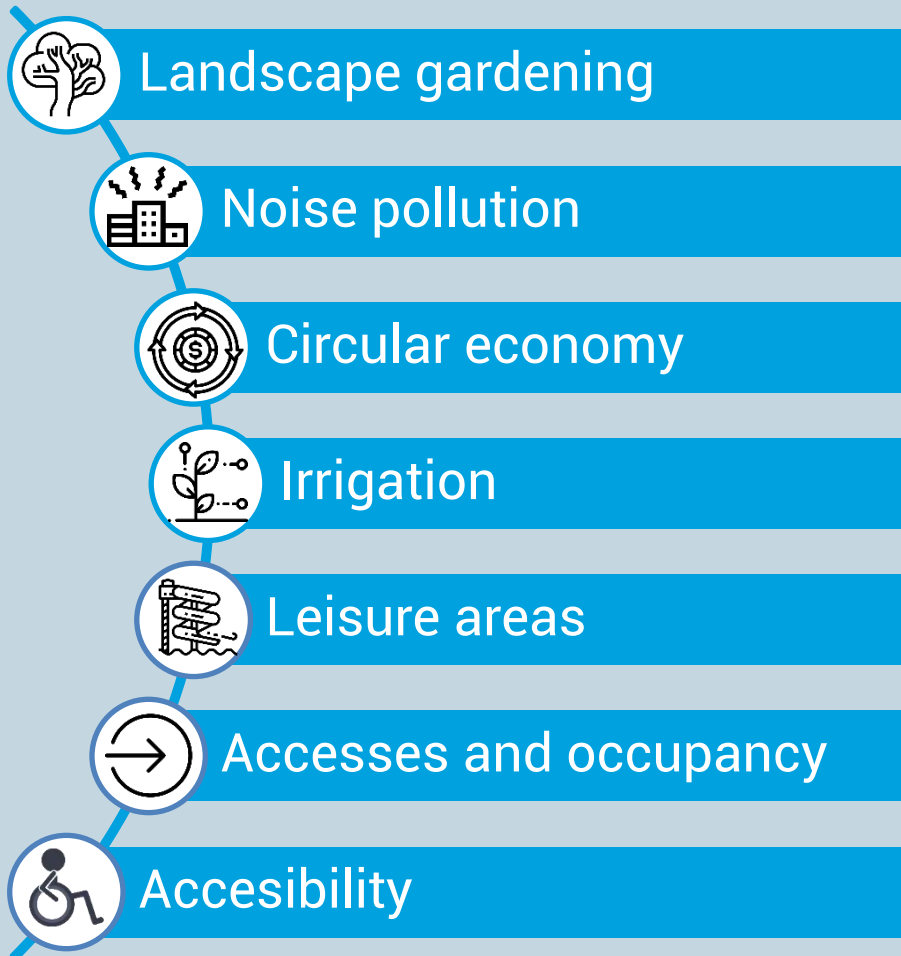 Landscape gardening
Noise pollution
Circular economy
$
Irrigation
Leisure areas
Accesses and occupancy
Accesibility